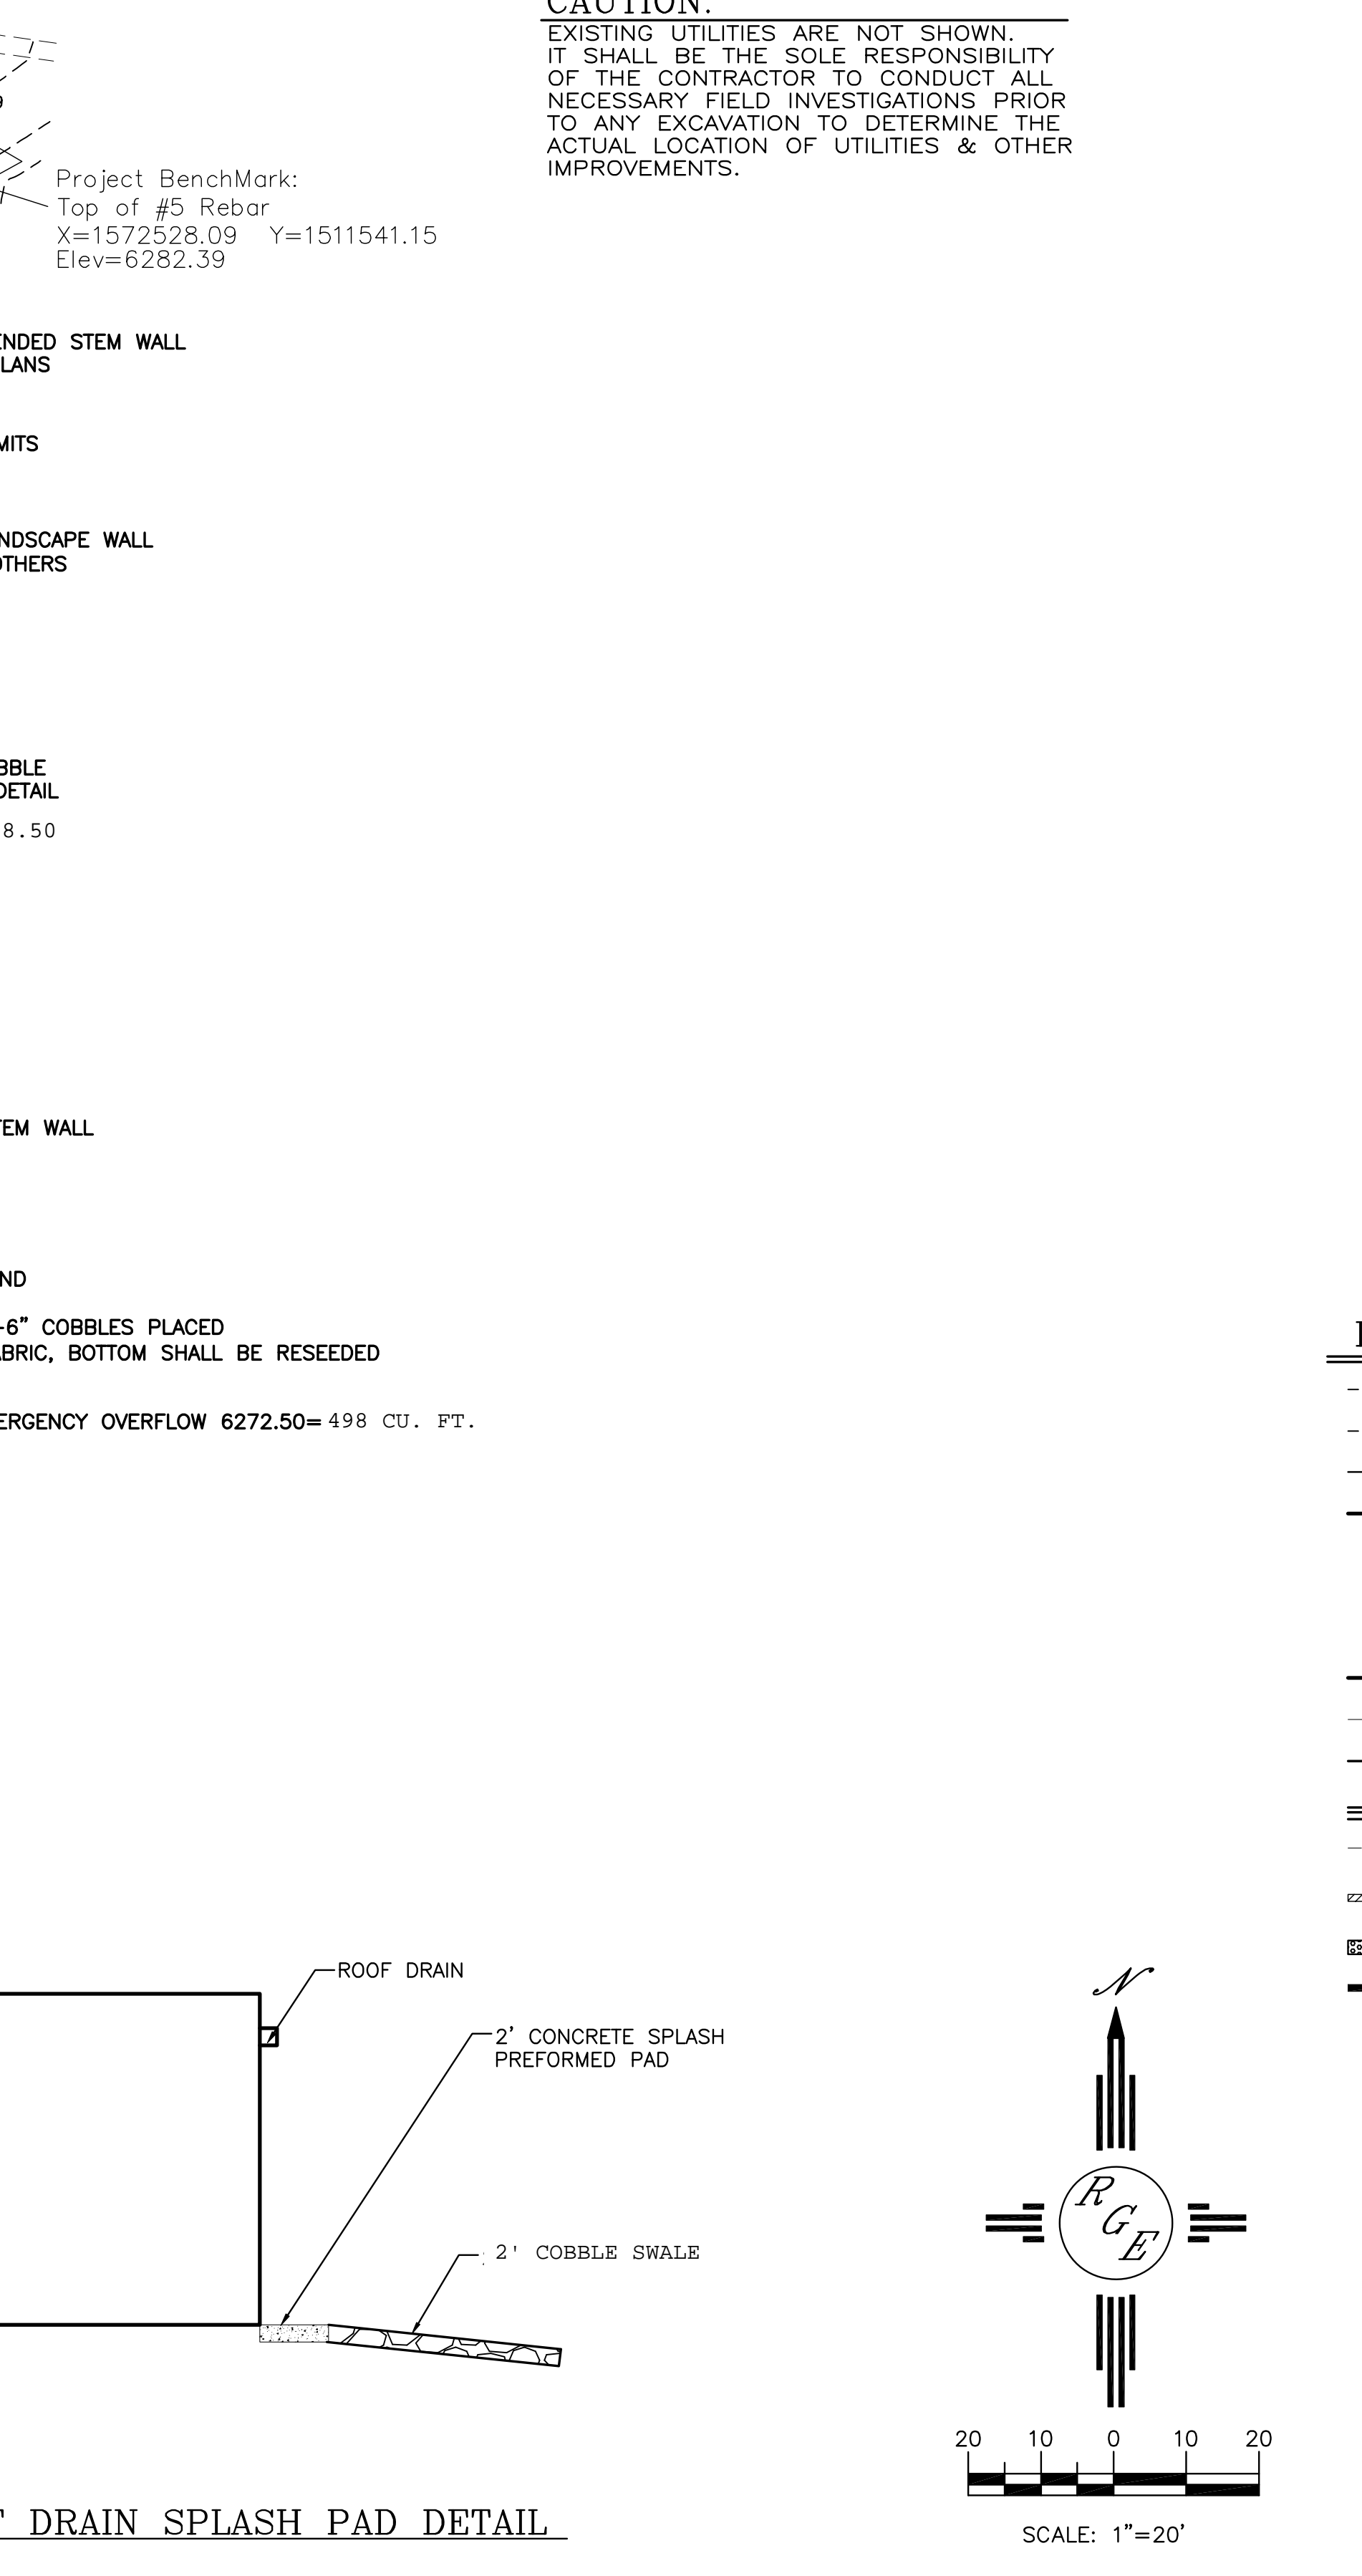 CAUTION:
EXISTING UTILITIES ARE NOT SHOWN.
IT SHALL BE THE SOLE RESPONSIBILITY
OF THE CONTRACTOR TO CONDUCT ALL
NECESSARY FIELD INVESTIGATIONS PRIOR
TO ANY EXCAVATION TO DETERMINE THE
ACTUAL LOCATION OF UTILITIES & OTHER
IMPROVEMENTS.
Project BenchMark:
Top of #5 Rebar
X=1572528.09 Y=1511541.15
Elev=6282.39
ENDED STEM WALL
LANS
MITS
NDSCAPE WALL
OTHERS
BBLE
DETAIL
8.50
TEM WALL
ND
-6” COBBLES PLACED
ABRIC, BOTTOM SHALL BE RESEEDED
ERGENCY OVERFLOW 6272.50= 498 CU. FT.
ROOF DRAIN
2’ CONCRETE SPLASH
PREFORMED PAD
2' COBBLE SWALE
N
R
G
E
20 10 0 10 20
SCALE: 1”=20’
DRAIN SPLASH PAD DETAIL